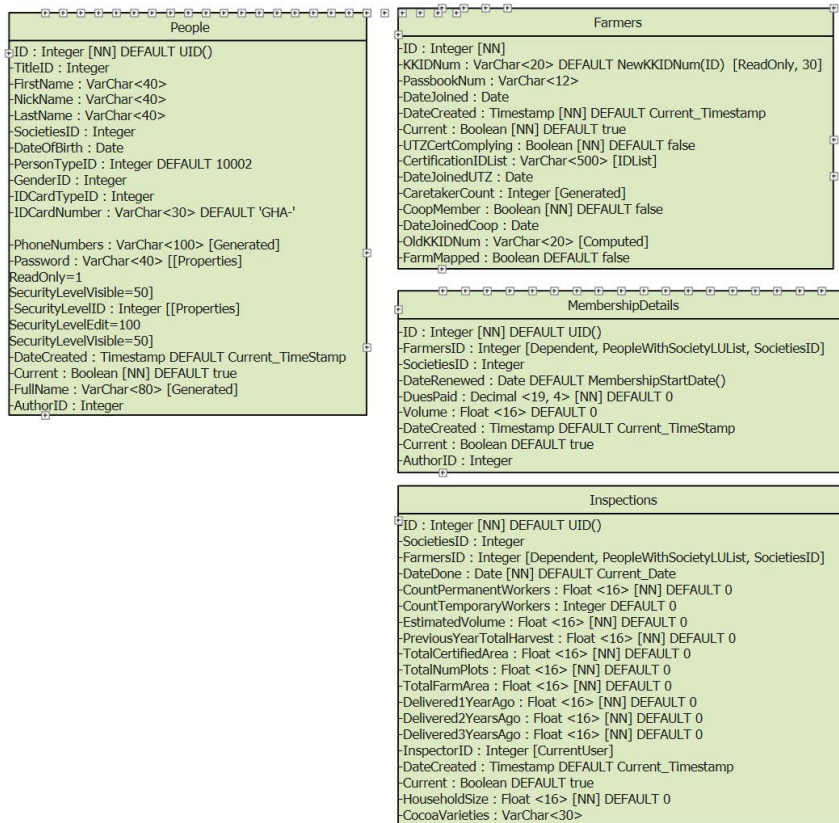 People
-ID : Integer [NN] DEFAULT UID()
-TitleID : Integer
-FirstName : VarChar<40>
-NickName : VarChar<40>
-LastName : VarChar<40>
-SocietiesID : Integer
-DateOfBirth : Date
-PersonTypeID : Integer DEFAULT 10002
-GenderID : Integer
-IDCardTypeID : Integer
-IDCardNumber : VarChar<30> DEFAULT 'GHA-'
-PhoneNumbers : VarChar<100> [Generated]
-Password : VarChar<40> [[Properties]
ReadOnly=1
SecurityLevelVisible=50]
-SecurityLevelID : Integer [[Properties]
SecurityLevelEdit=100
SecurityLevelVisible=50]
-DateCreated : Timestamp DEFAULT Current_TimeStamp
-Current : Boolean [NN] DEFAULT true
-FullName : VarChar<80> [Generated]
-AuthorID : Integer
Farmers
-ID : Integer [NN]
-KKIDNum : VarChar<20> DEFAULT NewKKIDNum(ID) [ReadOnly, 30]
-PassbookNum : VarChar<12>
-DateJoined : Date
-DateCreated : Timestamp [NN] DEFAULT Current_Timestamp
-Current : Boolean [NN] DEFAULT true
-UTZCertComplying : Boolean [NN] DEFAULT false
-CertificationIDList : VarChar<500> [IDList]
-DateJoinedUTZ : Date
-CaretakerCount : Integer [Generated]
-CoopMember : Boolean [NN] DEFAULT false
-DateJoinedCoop : Date
-OldKKIDNum : VarChar<20> [Computed]
-FarmMapped : Boolean DEFAULT false
MembershipDetails
-ID : Integer [NN] DEFAULT UID()
-FarmersID : Integer [Dependent, PeopleWithSocietyLUList, SocietiesID]
-SocietiesID : Integer
-DateRenewed : Date DEFAULT MembershipStartDate()
-DuesPaid : Decimal <19, 4> [NN] DEFAULT 0
-Volume : Float <16> DEFAULT 0
-DateCreated : Timestamp DEFAULT Current_TimeStamp
-Current : Boolean DEFAULT true
-AuthorID : Integer
Inspections
-ID : Integer [NN] DEFAULT UID()
-SocietiesID : Integer
-FarmersID : Integer [Dependent, PeopleWithSocietyLUList, SocietiesID]
-DateDone : Date [NN] DEFAULT Current_Date
-CountPermanentWorkers : Float <16> [NN] DEFAULT 0
-CountTemporaryWorkers : Integer DEFAULT 0
-EstimatedVolume : Float <16> [NN] DEFAULT 0
-PreviousYearTotalHarvest : Float <16> [NN] DEFAULT 0
-TotalCertifiedArea : Float <16> [NN] DEFAULT 0
-TotalNumPlots : Float <16> [NN] DEFAULT 0
-TotalFarmArea : Float <16> [NN] DEFAULT 0
-Delivered1YearAgo : Float <16> [NN] DEFAULT 0
-Delivered2YearsAgo : Float <16> [NN] DEFAULT 0
-Delivered3YearsAgo : Float <16> [NN] DEFAULT 0
-InspectorID : Integer [CurrentUser]
-DateCreated : Timestamp DEFAULT Current_Timestamp
-Current : Boolean DEFAULT true
-HouseholdSize : Float <16> [NN] DEFAULT 0
-CocoaVarieties : VarChar<30>